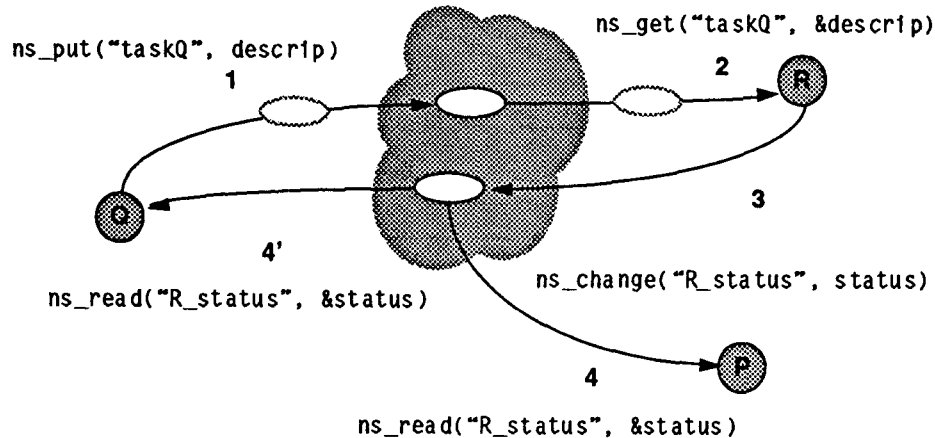 ns_get("taskQ", &descrip)
ns_put("taskQ", descrip)
1
2
R
Q
3
4'
ns_change("R_status", status)
ns_read("R_status", &status)
P
4
ns_read("R_status", &status)